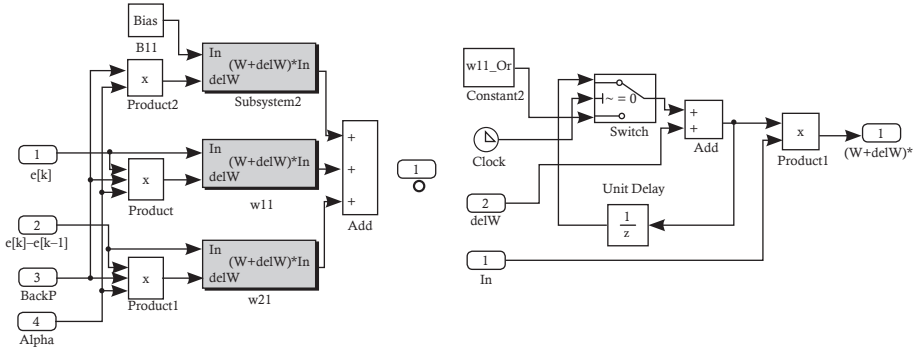 Bias
B11
In
(W+delW)*In
delW
Subsystem2
x
Product2
1
e[k]
In
(W+delW)*In
delW
w11
x
Product
2
e[k]–e[k–1]
In
(W+delW)*In
delW
w21
x
Product1
3
BackP
4
Alpha
+
+
+
Add
1
w11_Or
Constant2
~ = 0
Switch
Clock
+
+
Add
x
Product1
1
(W+delW)*
2
delW
Unit Delay
1
z
1
In